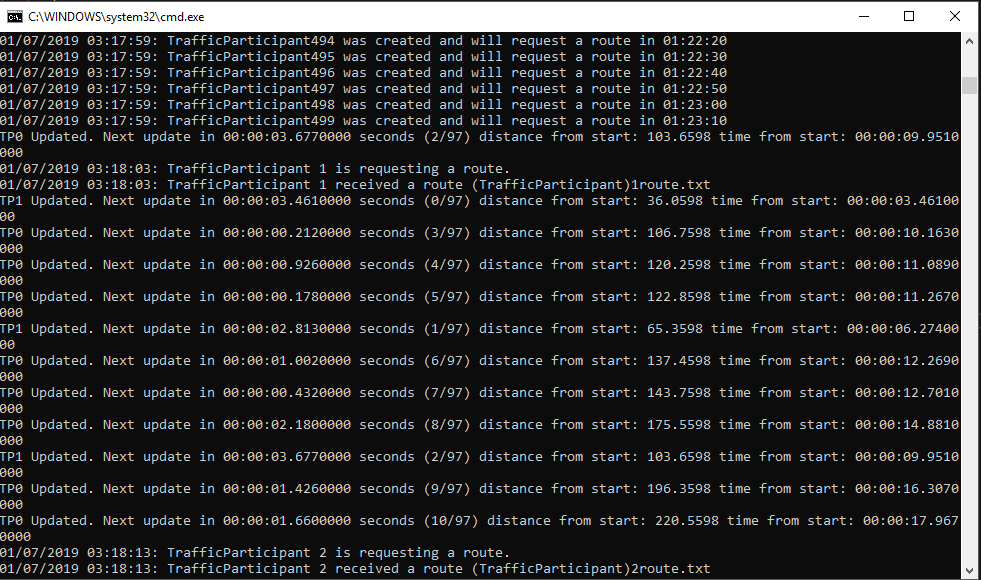 C:\WINDOWS\system32\cmd.exe
01/07/2019 03:17:59: TrafficParticipant494 was created and will request a route in 01:22:20
01/07/2019 03:17:59: TrafficParticipant495 was created and will request a route in 01:22:30
01/07/2019 03:17:59: TrafficParticipant496 was created and will request a route in 01:22:40
01/07/2019 03:17:59: TrafficParticipant497 was created and will request a route in 01:22:50
01/07/2019 03:17:59: TrafficParticipant498 was created and will request a route in 01:23:00
01/07/2019 03:17:59: TrafficParticipant499 was created and will request a route in 01:23:10
TP0 Updated. Next update in 00:00:03.6770000 seconds (2/97) distance from start: 103.6598 time from start: 00:00:09.9510
000
01/07/2019 03:18:03: TrafficParticipant 1 is requesting a route.
01/07/2019 03:18:03: TrafficParticipant 1 received a route (TrafficParticipant)1route.txt
TP1 Updated. Next update in 00:00:03.4610000 seconds (0/97) distance from start: 36.0598 time from start: 00:00:03.46100
00
TP0 Updated. Next update in 00:00:00.2120000 seconds (3/97) distance from start: 106.7598 time from start: 00:00:10.1630
000
TP0 Updated. Next update in 00:00:00.9260000 seconds (4/97) distance from start: 120.2598 time from start: 00:00:11.0890
000
TP0 Updated. Next update in 00:00:00.1780000 seconds (5/97) distance from start: 122.8598 time from start: 00:00:11.2670
000
TP1 Updated. Next update in 00:00:02.8130000 seconds (1/97) distance from start: 65.3598 time from start: 00:00:06.27400
00
TP0 Updated. Next update in 00:00:01.0020000 seconds (6/97) distance from start: 137.4598 time from start: 00:00:12.2690
000
TP0 Updated. Next update in 00:00:00.4320000 seconds (7/97) distance from start: 143.7598 time from start: 00:00:12.7010
000
TP0 Updated. Next update in 00:00:02.1800000 seconds (8/97) distance from start: 175.5598 time from start: 00:00:14.8810
000
TP1 Updated. Next update in 00:00:03.6770000 seconds (2/97) distance from start: 103.6598 time from start: 00:00:09.9510
000
TP0 Updated. Next update in 00:00:01.4260000 seconds (9/97) distance from start: 196.3598 time from start: 00:00:16.3070
000
TP0 Updated. Next update in 00:00:01.6600000 seconds (10/97) distance from start: 220.5598 time from start: 00:00:17.967
0000
01/07/2019 03:18:13: TrafficParticipant 2 is requesting a route.
01/07/2019 03:18:13: TrafficParticipant 2 received a route (TrafficParticipant)2route.txt